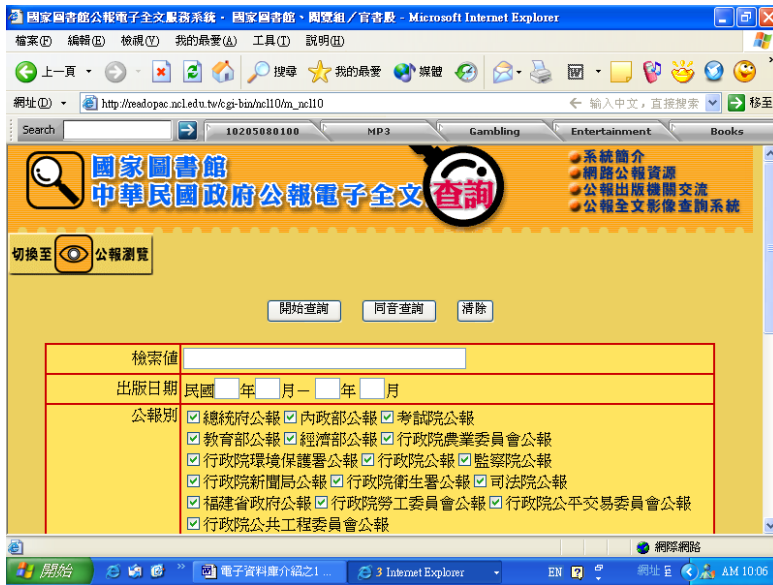 國家圖書館公報電子全文服務系統 - 國家圖書館、閱覽組／官書股 - Microsoft Internet Explorer
檔案(F) 編輯(E) 檢視(V) 我的最愛(A) 工具(T) 說明(H)
上一頁 搜尋 我的最愛 媒體
網址(D) http://readopac.ncl.edu.tw/cgi-bin/ncl10/m_ncl10 輸入中文，直接搜索 移至
Search 10205080100 MP3 Gambling Entertainment Books
國家圖書館
中華民國政府公報電子全文查詢
系統簡介
網路公報資源
公報出版機關交流
公報全文影像查詢系統
切換至 公報瀏覽
開始查詢 同音查詢 清除
檢索值
出版日期 民國 年 月－ 年 月
公報別 總統府公報 內政部公報 考試院公報
教育部公報 經濟部公報 行政院農業委員會公報
行政院環境保護署公報 行政院公報 監察院公報
行政院新聞局公報 行政院衛生署公報 司法院公報
福建省政府公報 行政院勞工委員會公報 行政院公平交易委員會公報
行政院公共工程委員會公報
網際網路
開始 電子資料庫介紹之1... 3 Internet Explorer EN 網址 AM 10:06